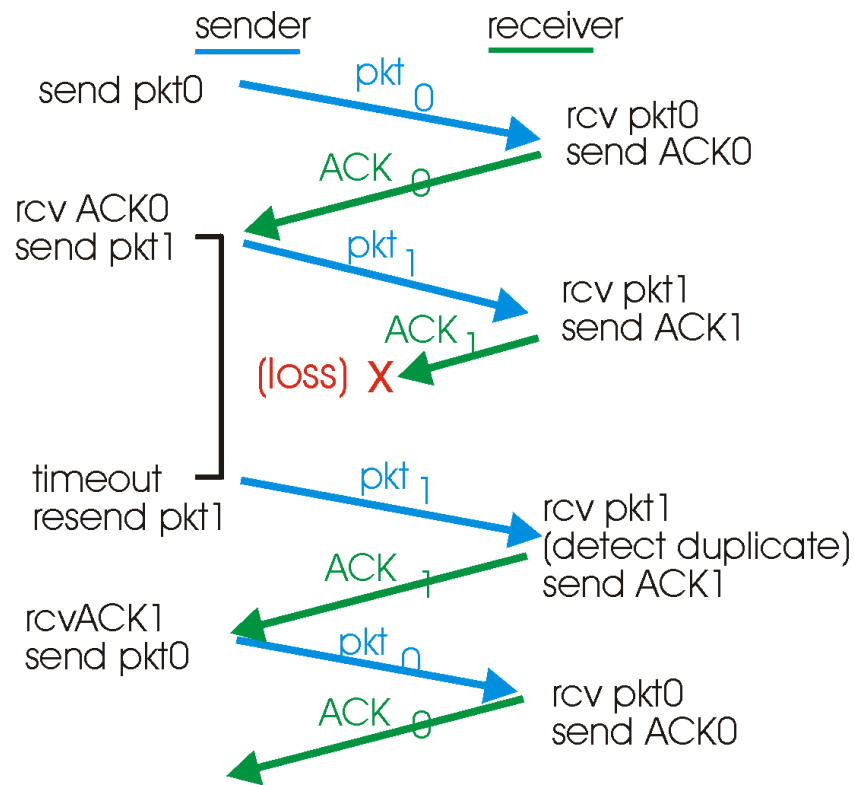 sender
receiver
send pkt0
pkt 0
rcv pkt0
send ACK0
ACK 0
rcv ACK0
send pkt1
pkt 1
rcv pkt1
send ACK1
ACK 1
(loss) X
timeout
resend pkt1
pkt 1
rcv pkt1
(detect duplicate)
send ACK1
ACK 1
rcvACK1
send pkt0
pkt 0
rcv pkt0
send ACK0
ACK 0